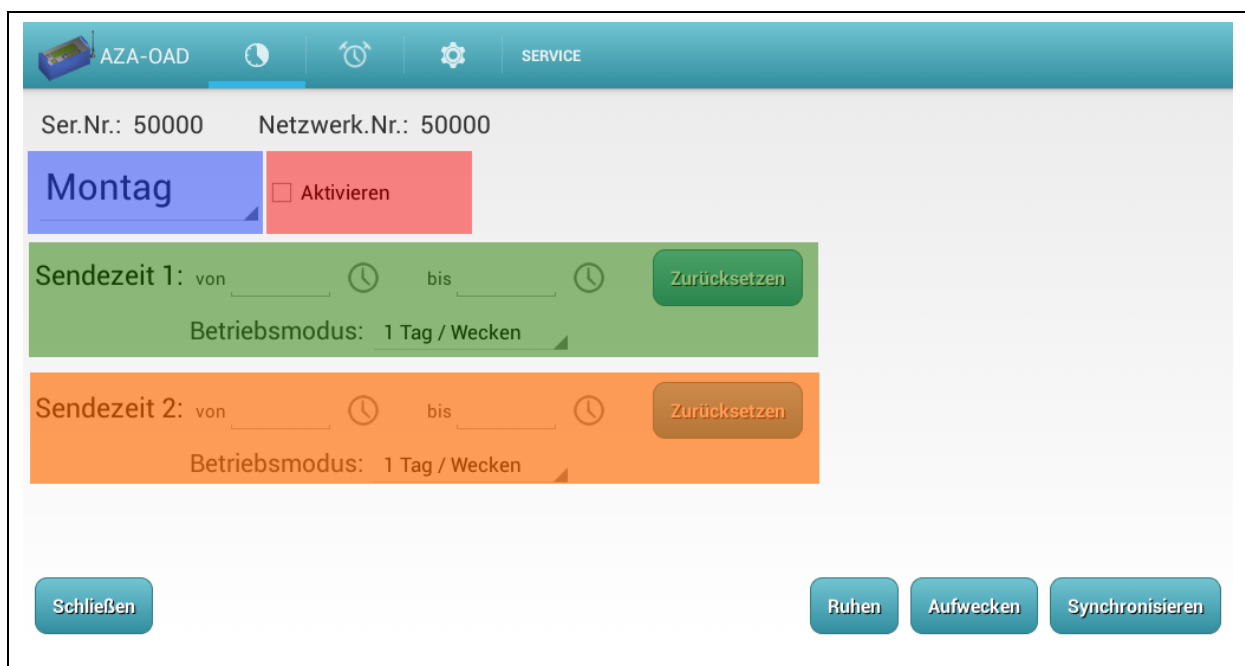 AZA-OAD SERVICE
Ser.Nr.: 50000 Netzwerk.Nr.: 50000
Montag Aktivieren
Sendezeit 1: von bis Zurücksetzen
Betriebsmodus: 1 Tag / Wecken
Sendezeit 2: von bis Zurücksetzen
Betriebsmodus: 1 Tag / Wecken
Schließen Ruhen Aufwecken Synchronisieren